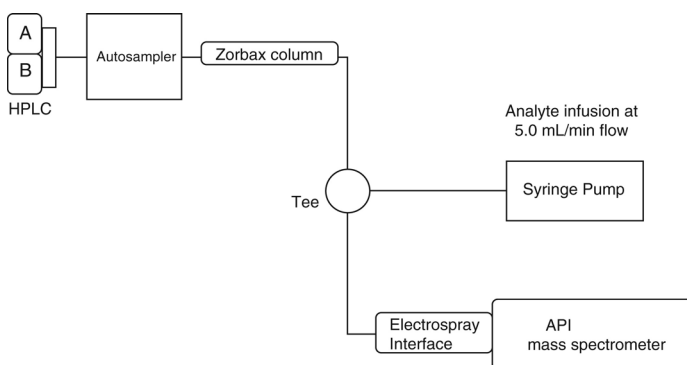 A
B
HPLC
Autosampler
Zorbax column
Analyte infusion at
5.0 mL/min flow
Tee
Syringe Pump
Electrospray
Interface
API
mass spectrometer